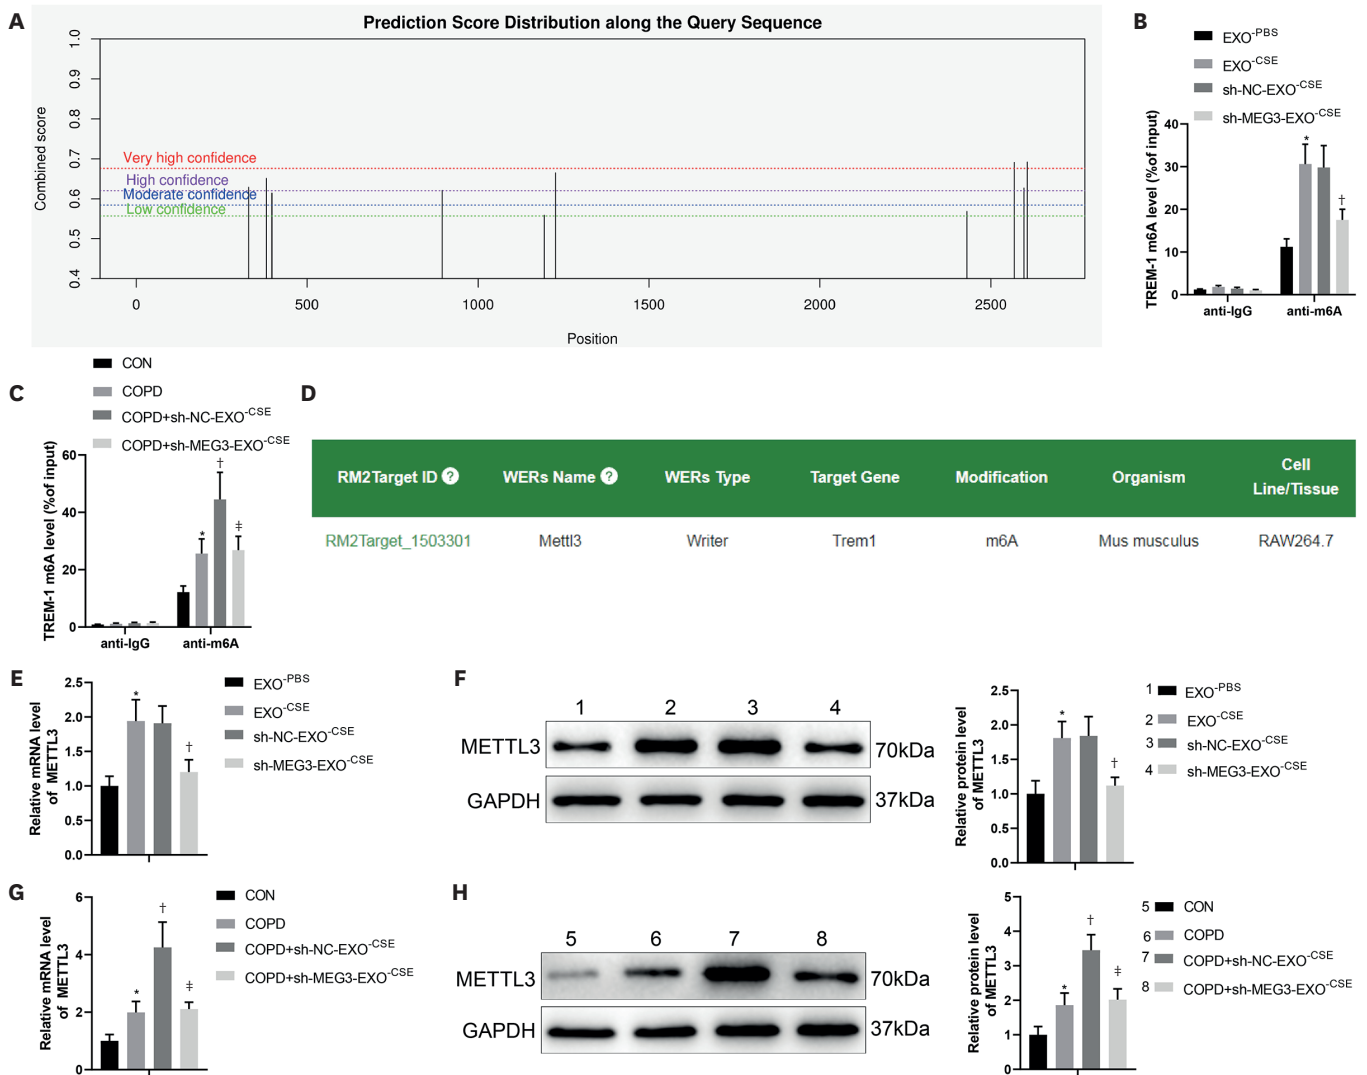 A
Prediction Score Distribution along the Query Sequence
Combined score
1.0
0.9
0.8
0.7
0.6
0.5
0.4
Very high confidence
High confidence
Moderate confidence
Low confidence
0
500
1000
1500
2000
2500
Position
B
EXO-PBS
EXO-CSE
sh-NC-EXO-CSE
sh-MEG3-EXO-CSE
TREM-1 m6A level (%of input)
40
30
20
10
0
*
†
anti-IgG
anti-m6A
C
CON
COPD
COPD+sh-NC-EXO-CSE
COPD+sh-MEG3-EXO-CSE
TREM-1 m6A level (%of input)
60
40
20
0
*
†
‡
anti-IgG
anti-m6A
D
RM2Target ID ? WERs Name ? WERs Type Target Gene Modification Organism Cell Line/Tissue
RM2Target_1503301 Mettl3 Writer Trem1 m6A Mus musculus RAW264.7
E
Relative mRNA level
of METTL3
2.5
2.0
1.5
1.0
0.5
0.0
*
†
EXO-PBS
EXO-CSE
sh-NC-EXO-CSE
sh-MEG3-EXO-CSE
F
1 2 3 4
METTL3 70kDa
GAPDH 37kDa
Relative protein level
of METTL3
2.5
2.0
1.5
1.0
0.5
0.0
*
†
1 EXO-PBS
2 EXO-CSE
3 sh-NC-EXO-CSE
4 sh-MEG3-EXO-CSE
G
Relative mRNA level
of METTL3
6
4
2
0
*
†
‡
CON
COPD
COPD+sh-NC-EXO-CSE
COPD+sh-MEG3-EXO-CSE
H
5 6 7 8
METTL3 70kDa
GAPDH 37kDa
Relative protein level
of METTL3
5
4
3
2
1
0
*
†
‡
5 CON
6 COPD
7 COPD+sh-NC-EXO-CSE
8 COPD+sh-MEG3-EXO-CSE